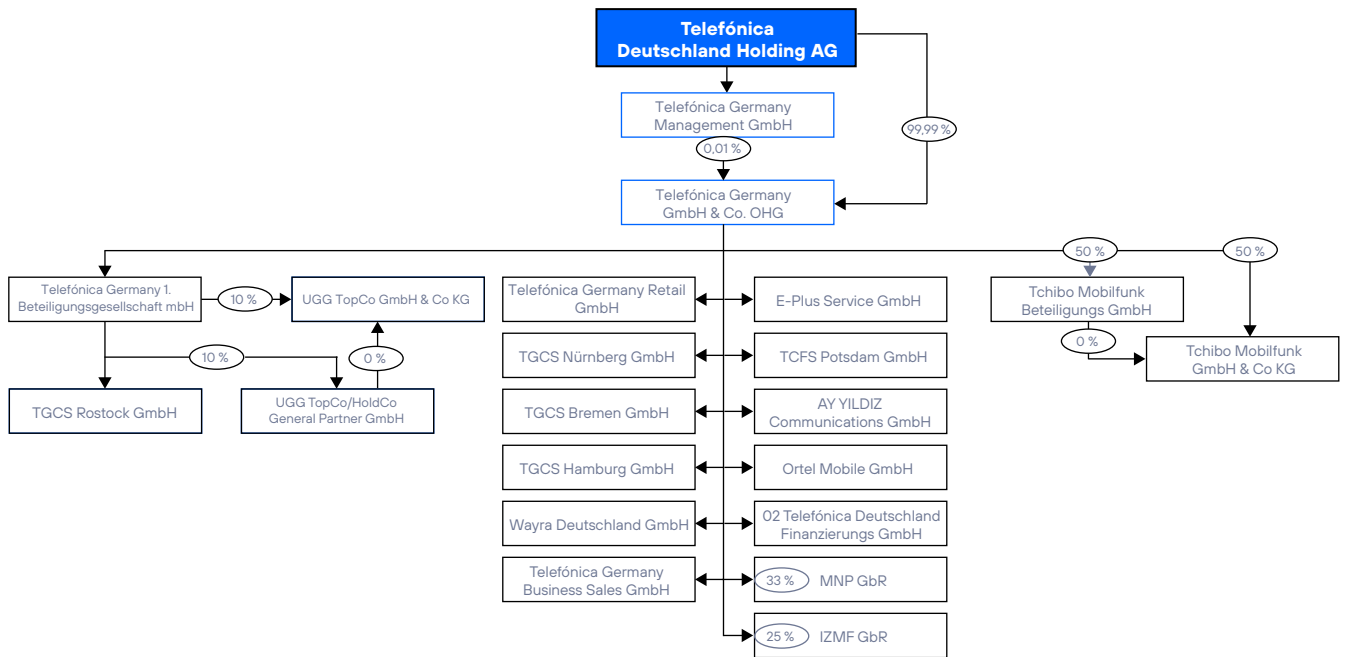 Telefónica
Deutschland Holding AG
Telefónica Germany
Management GmbH
99,99 %
0,01 %
Telefónica Germany
GmbH & Co. OHG
50 %
50 %
Telefónica Germany 1.
Beteiligungsgesellschaft mbH
10 %
UGG TopCo GmbH & Co KG
Telefónica Germany Retail
GmbH
E-Plus Service GmbH
Tchibo Mobilfunk
Beteiligungs GmbH
10 %
0 %
TGCS Nürnberg GmbH
TCFS Potsdam GmbH
0 %
Tchibo Mobilfunk
GmbH & Co KG
TGCS Rostock GmbH
UGG TopCo/HoldCo
General Partner GmbH
TGCS Bremen GmbH
AY YILDIZ
Communications GmbH
TGCS Hamburg GmbH
Ortel Mobile GmbH
Wayra Deutschland GmbH
02 Telefónica Deutschland
Finanzierungs GmbH
Telefónica Germany
Business Sales GmbH
33 % MNP GbR
25 % IZMF GbR